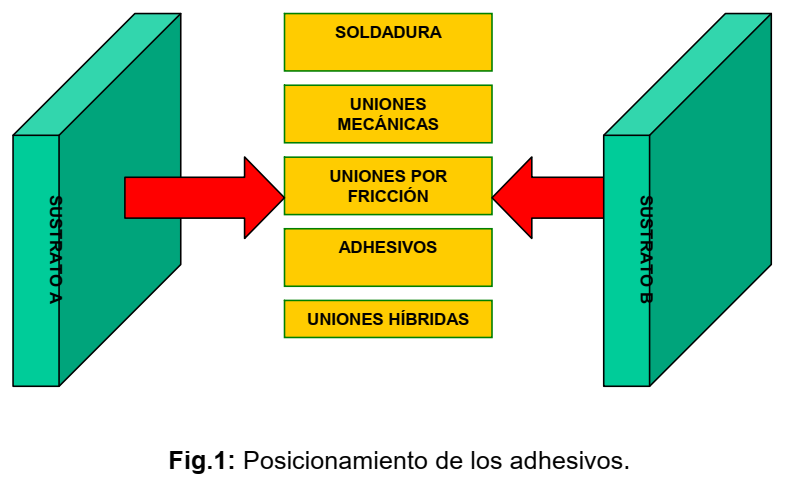 SOLDADURA
UNIONES
MECÁNICAS
UNIONES POR
FRICCIÓN
ADHESIVOS
UNIONES HÍBRIDAS
SUSTRATO A
SUSTRATO B
Fig.1: Posicionamiento de los adhesivos.